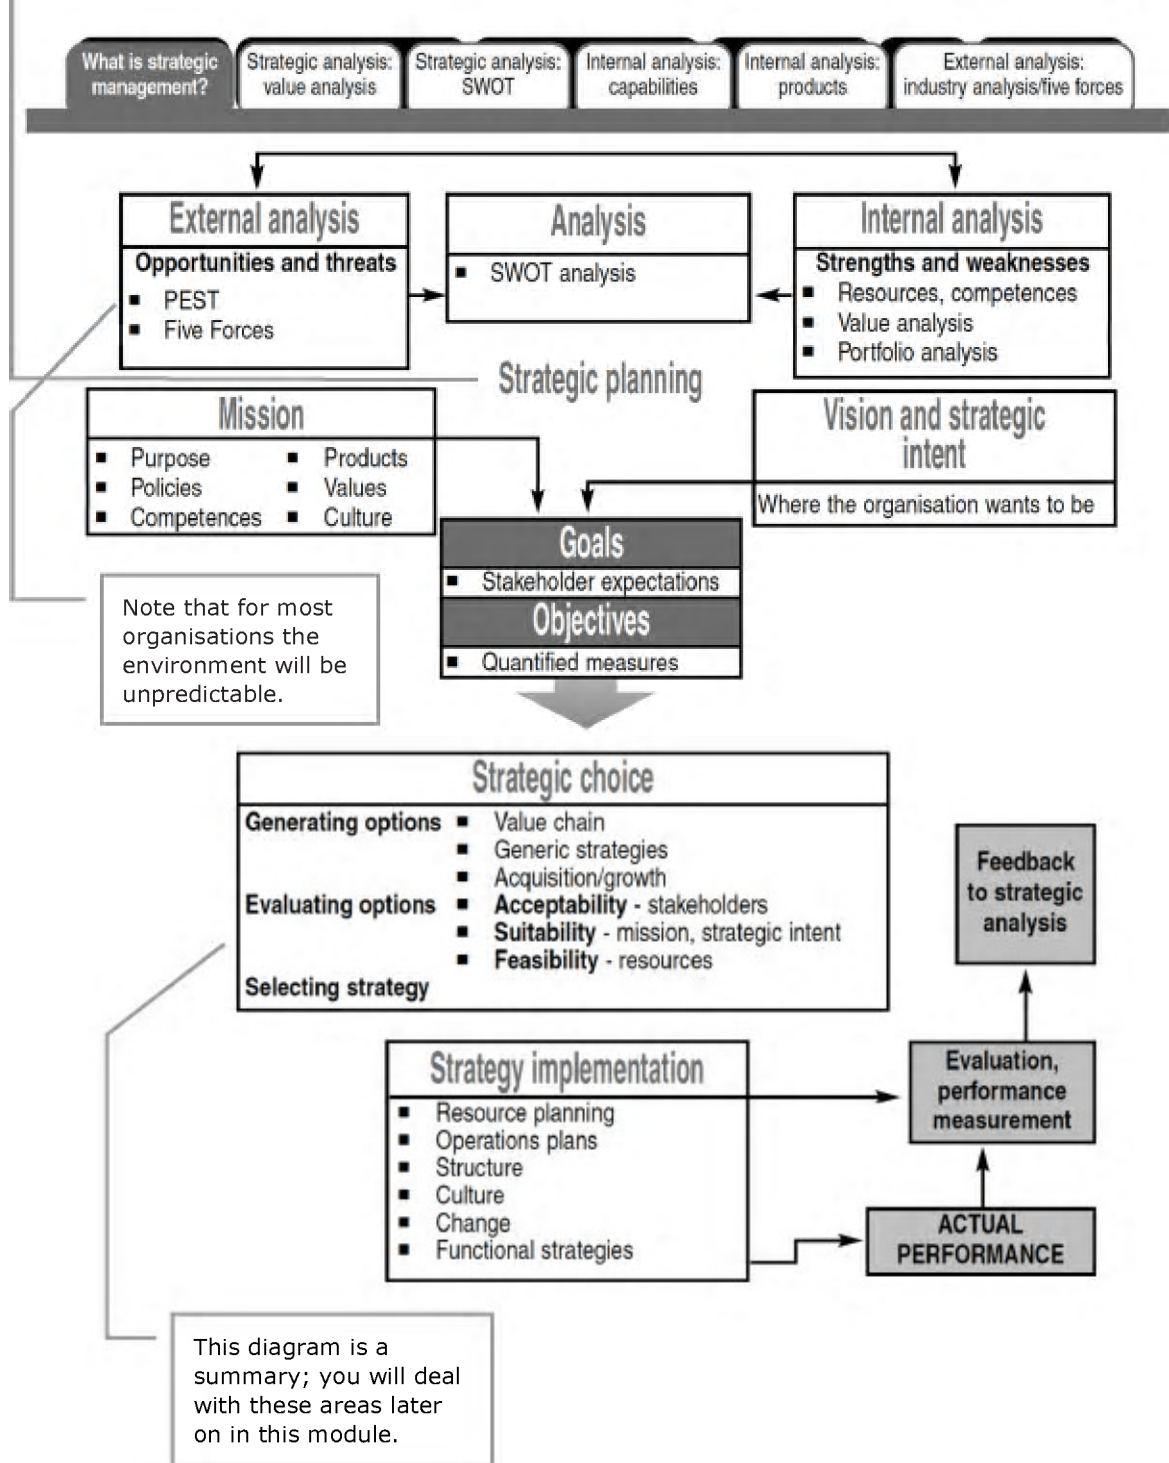 What is strategic
management?
Strategic analysis:
value analysis
Strategic analysis:
SWOT
Internal analysis:
capabilities
Internal analysis:
products
External analysis:
industry analysis/five forces
External analysis
Opportunities and threats
■ PEST
■ Five Forces
Analysis
■ SWOT analysis
Internal analysis
Strengths and weaknesses
■ Resources, competences
■ Value analysis
■ Portfolio analysis
Strategic planning
Mission
■ Purpose ■ Products
■ Policies ■ Values
■ Competences ■ Culture
Vision and strategic
intent
Where the organisation wants to be
Goals
■ Stakeholder expectations
Objectives
■ Quantified measures
Note that for most
organisations the
environment will be
unpredictable.
Strategic choice
Generating options ■ Value chain
■ Generic strategies
■ Acquisition/growth
Evaluating options ■ Acceptability - stakeholders
■ Suitability - mission, strategic intent
■ Feasibility - resources
Selecting strategy
Feedback
to strategic
analysis
Strategy implementation
■ Resource planning
■ Operations plans
■ Structure
■ Culture
■ Change
■ Functional strategies
Evaluation,
performance
measurement
ACTUAL
PERFORMANCE
This diagram is a
summary; you will deal
with these areas later
on in this module.